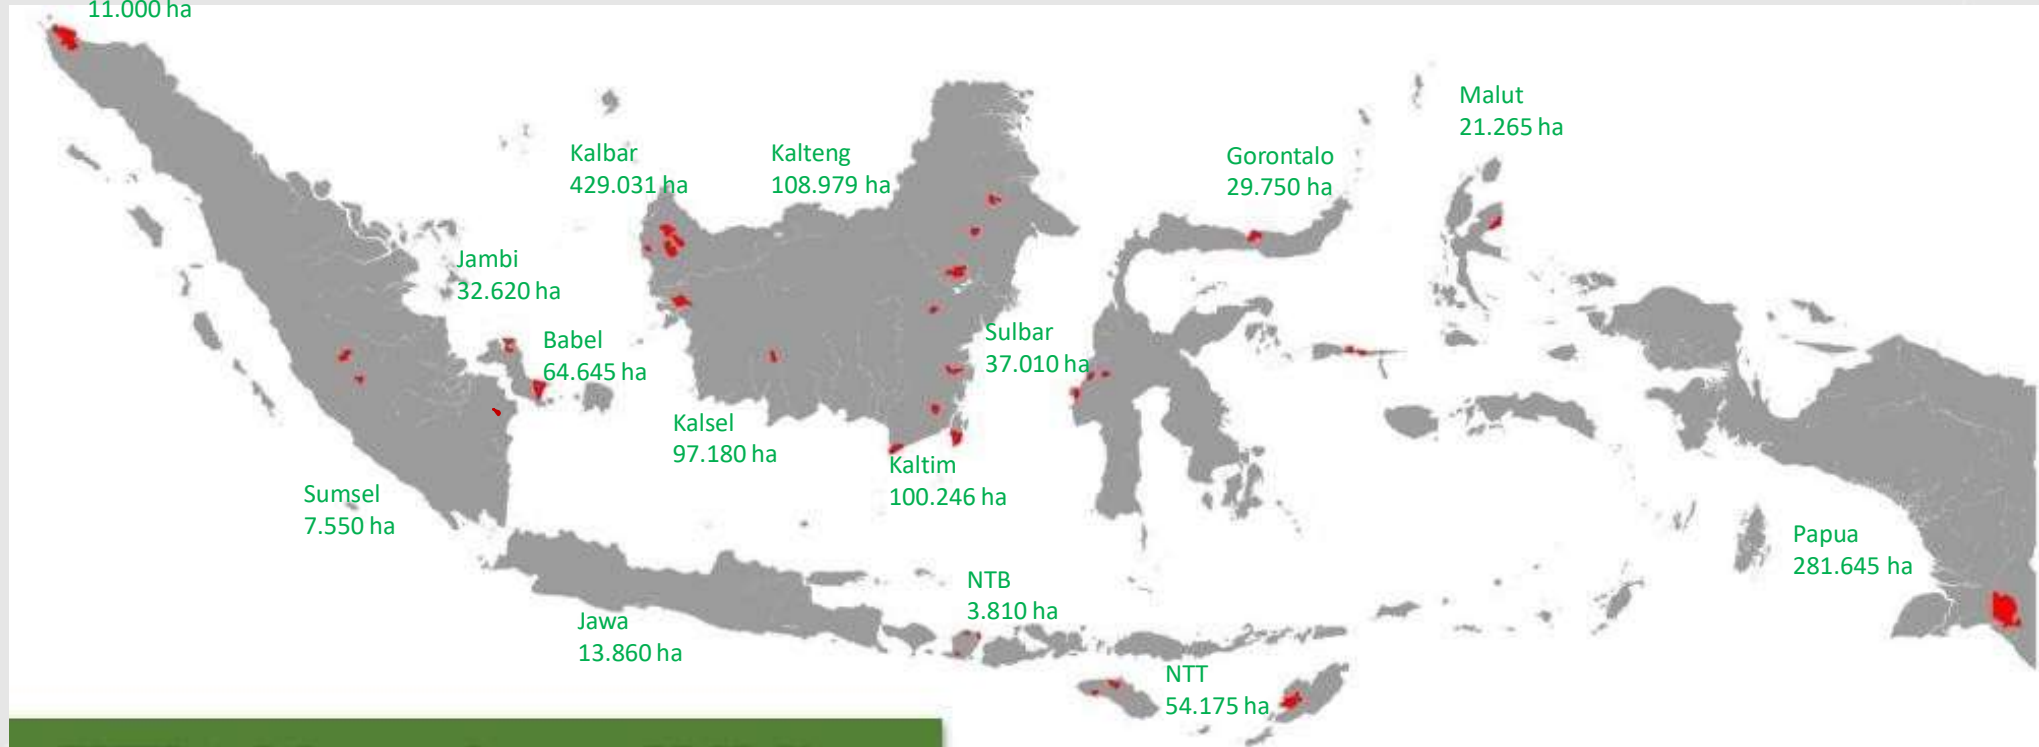 11.000 ha
Malut
21.265 ha
Kalbar
429.031 ha
Kalteng
108.979 ha
Gorontalo
29.750 ha
Jambi
32.620 ha
Babel
64.645 ha
Sulbar
37.010 ha
Kalsel
97.180 ha
Kaltim
100.246 ha
Sumsel
7.550 ha
Papua
281.645 ha
NTB
3.810 ha
Jawa
13.860 ha
NTT
54.175 ha